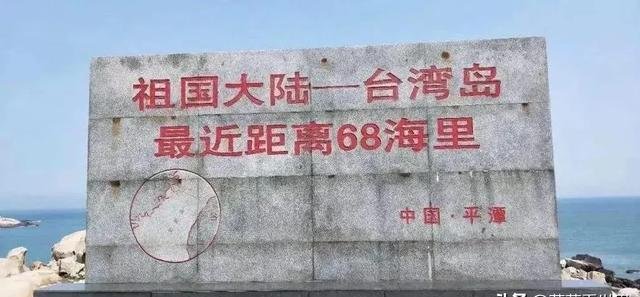 祖国大陆—台湾岛
最近距离68海里
中国·平潭